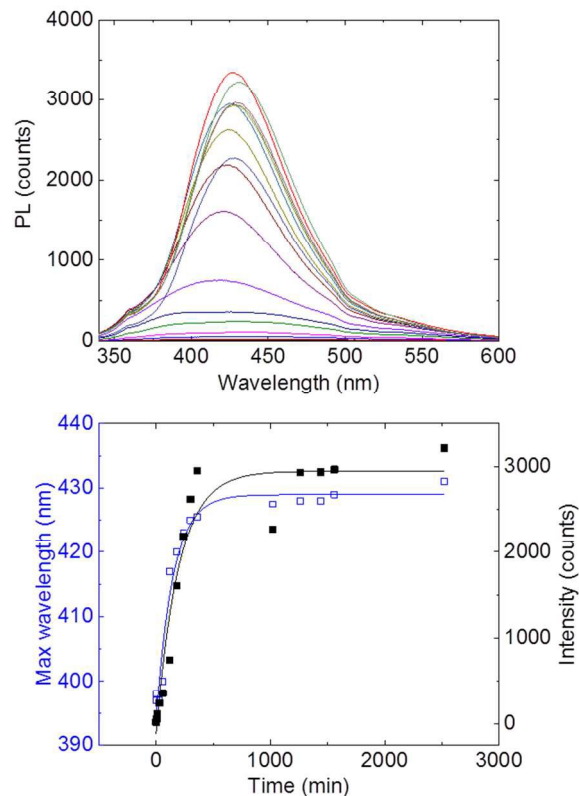 4000
3000
2000
1000
0
PL (counts)
350 400 450 500 550 600
Wavelength (nm)
440
430
420
410
400
390
Max wavelength (nm)
3000
2000
1000
0
Intensity (counts)
0 1000 2000 3000
Time (min)